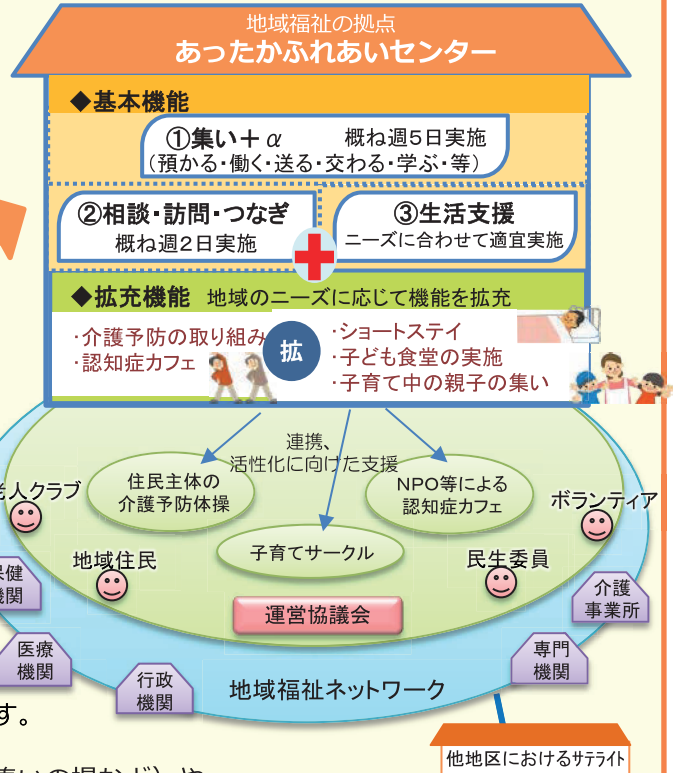 地域福祉の拠点
あったかふれあいセンター
◆基本機能
①集い＋α　概ね週5日実施
（預かる・働く・送る・交わる・学ぶ・等）
②相談・訪問・つなぎ
概ね週2日実施
③生活支援
ニーズに合わせて適宜実施
◆拡充機能　地域のニーズに応じて機能を拡充
・介護予防の取り組み
・認知症カフェ
拡
・ショートステイ
・子ども食堂の実施
・子育て中の親子の集い
連携、
活性化に向けた支援
住民主体の
介護予防体操
NPO等による
認知症カフェ
子育てサークル
人クラブ
ボランティア
地域住民
民生委員
運営協議会
健
機関
介護
事業所
医療
機関
専門
機関
行政
機関
地域福祉ネットワーク
す。
他地区におけるサテライト
の場など）や